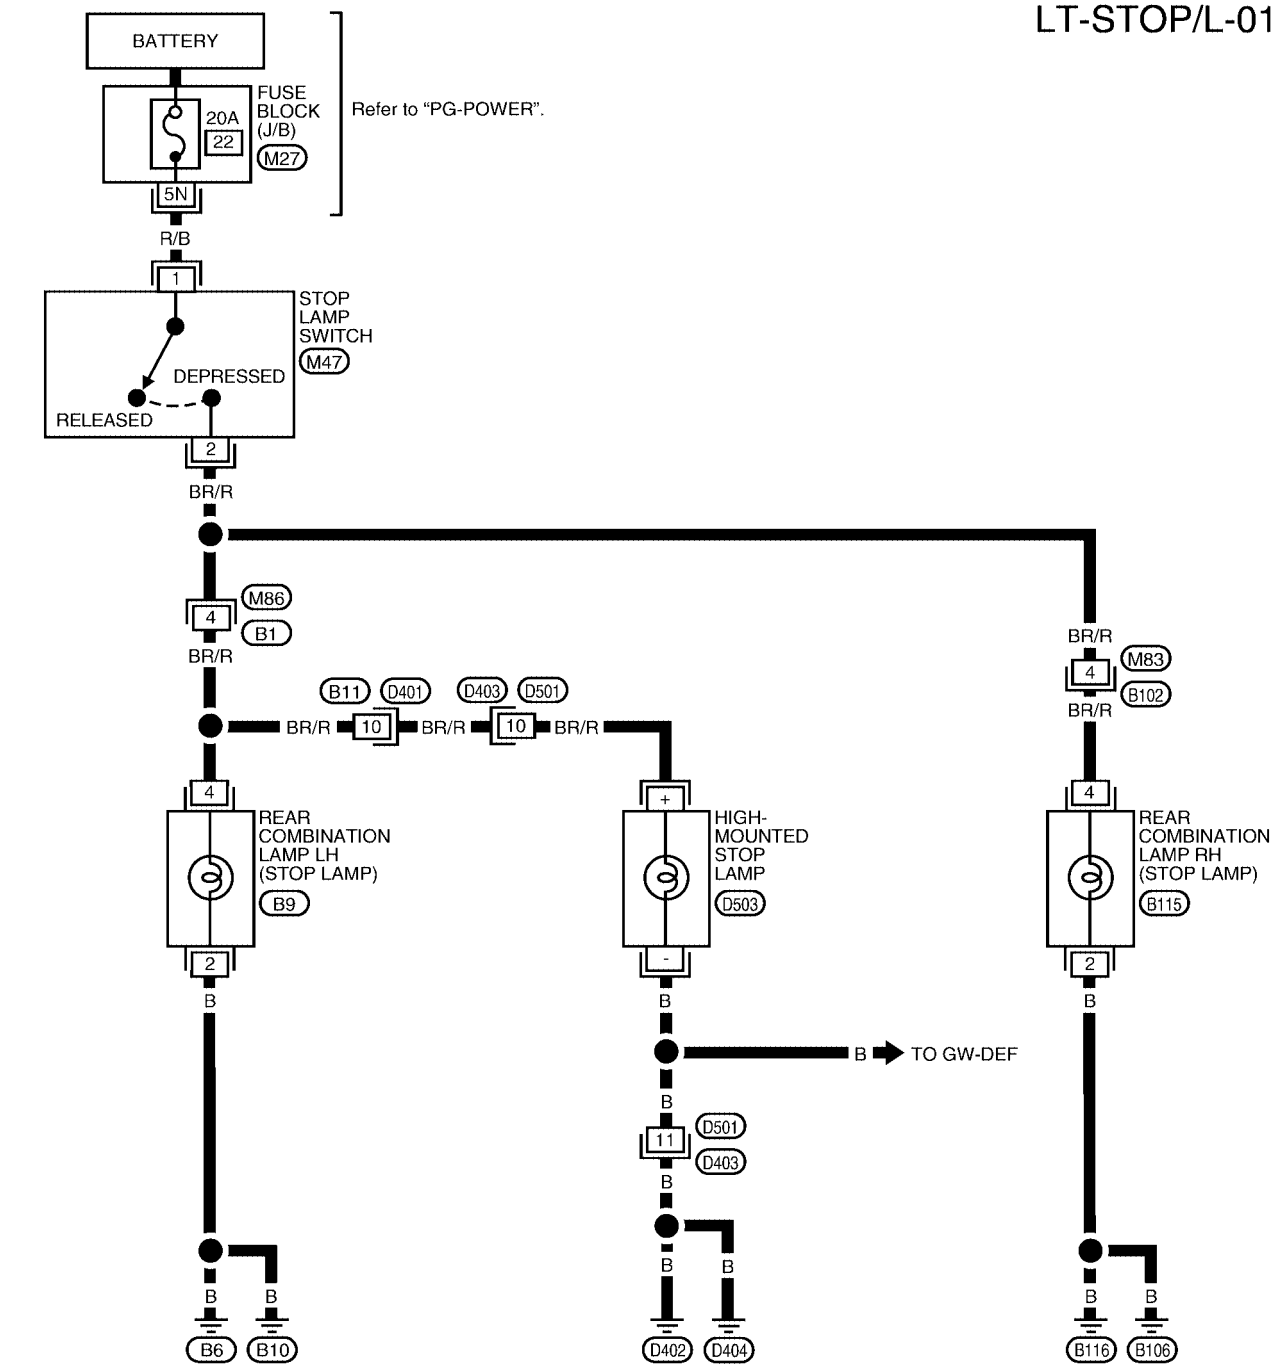 LT-STOP/L-01
BATTERY
FUSE
BLOCK
(J/B)
20A
22
M27
Refer to “PG-POWER”.
5N
R/B
1
STOP
LAMP
SWITCH
M47
DEPRESSED
RELEASED
2
BR/R
M86
4
B1
BR/R
BR/R
4
M83
B102
BR/R
B11
D401
D403
D501
BR/R
10
BR/R
10
BR/R
4
REAR
COMBINATION
LAMP LH
(STOP LAMP)
B9
+
HIGH-
MOUNTED
STOP
LAMP
D503
4
REAR
COMBINATION
LAMP RH
(STOP LAMP)
B115
2
-
2
B
B
B
B
TO GW-DEF
B
11
D501
D403
B
B
B
B
B
B
B
B6
B10
D402
D404
B116
B106